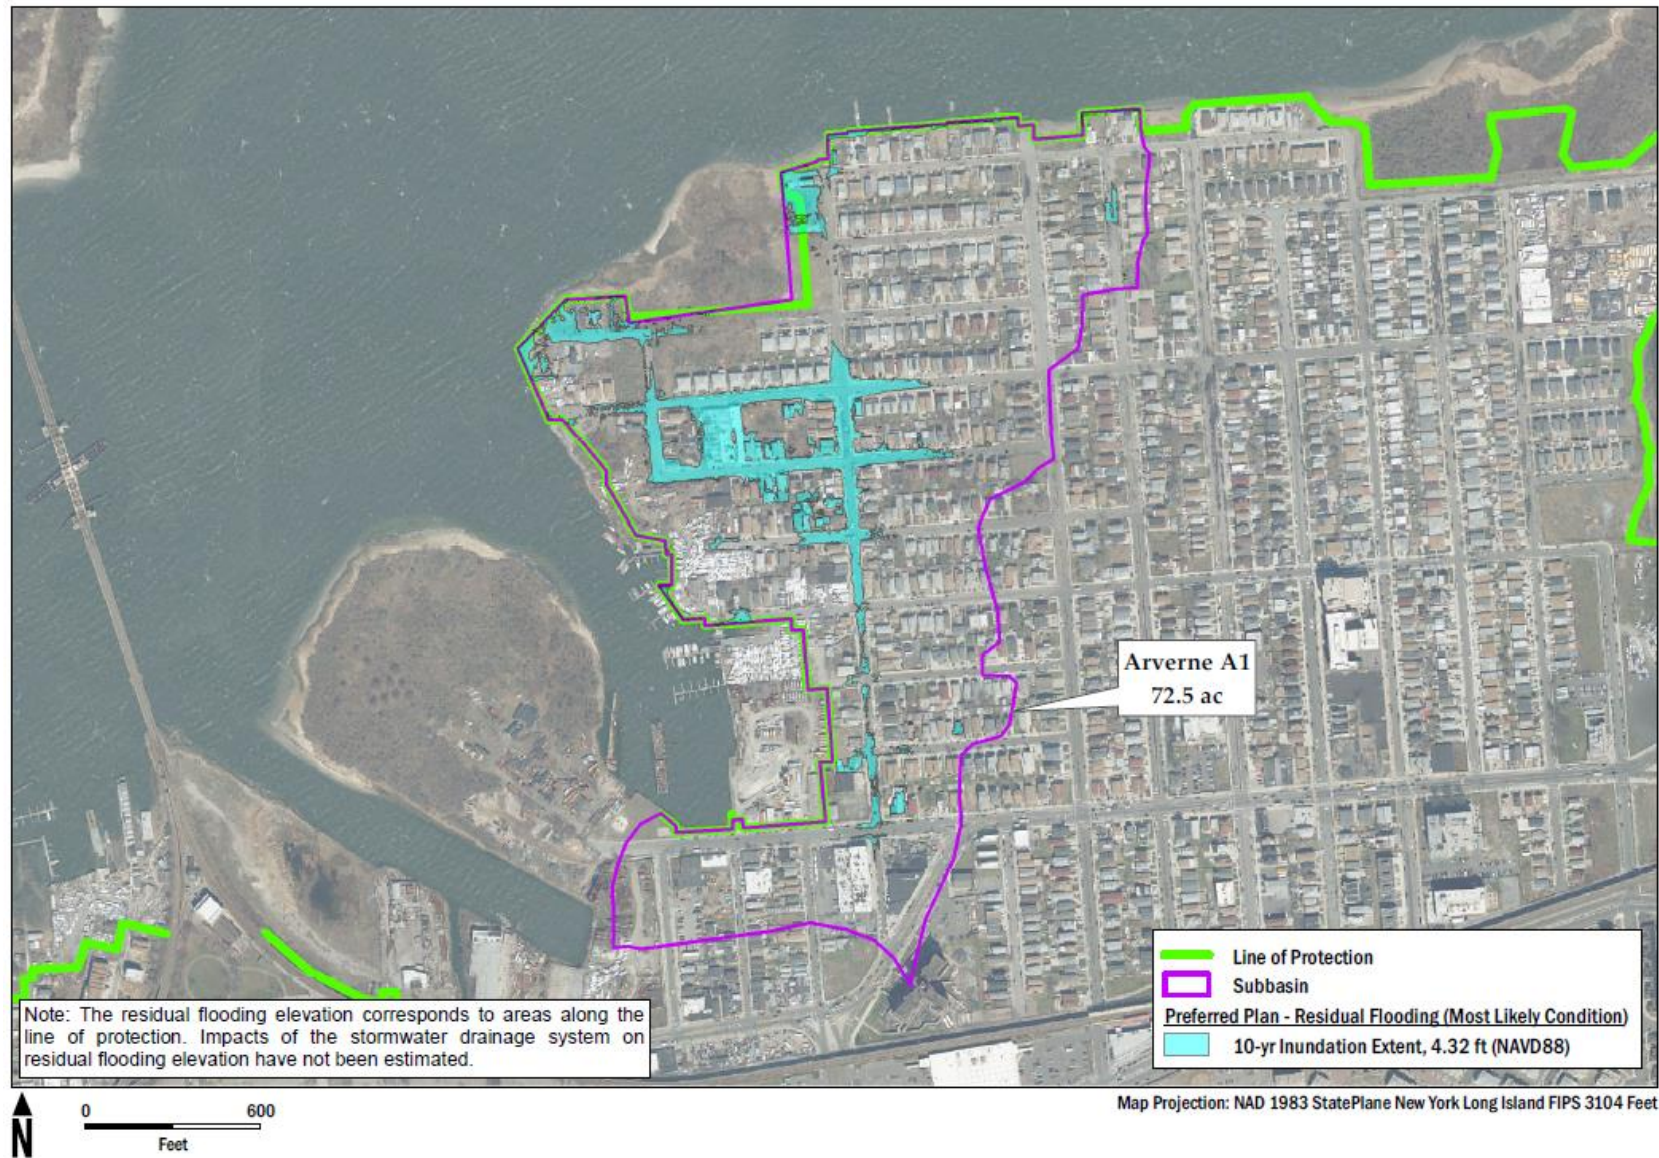 Arverne A1
72.5 ac
Line of Protection
Subbasin
Preferred Plan - Residual Flooding (Most Likely Condition)
10-yr Inundation Extent, 4.32 ft (NAVD88)
Note: The residual flooding elevation corresponds to areas along the
line of protection. Impacts of the stormwater drainage system on
residual flooding elevation have not been estimated.
N
0 600
Feet
Map Projection: NAD 1983 StatePlane New York Long Island FIPS 3104 Feet